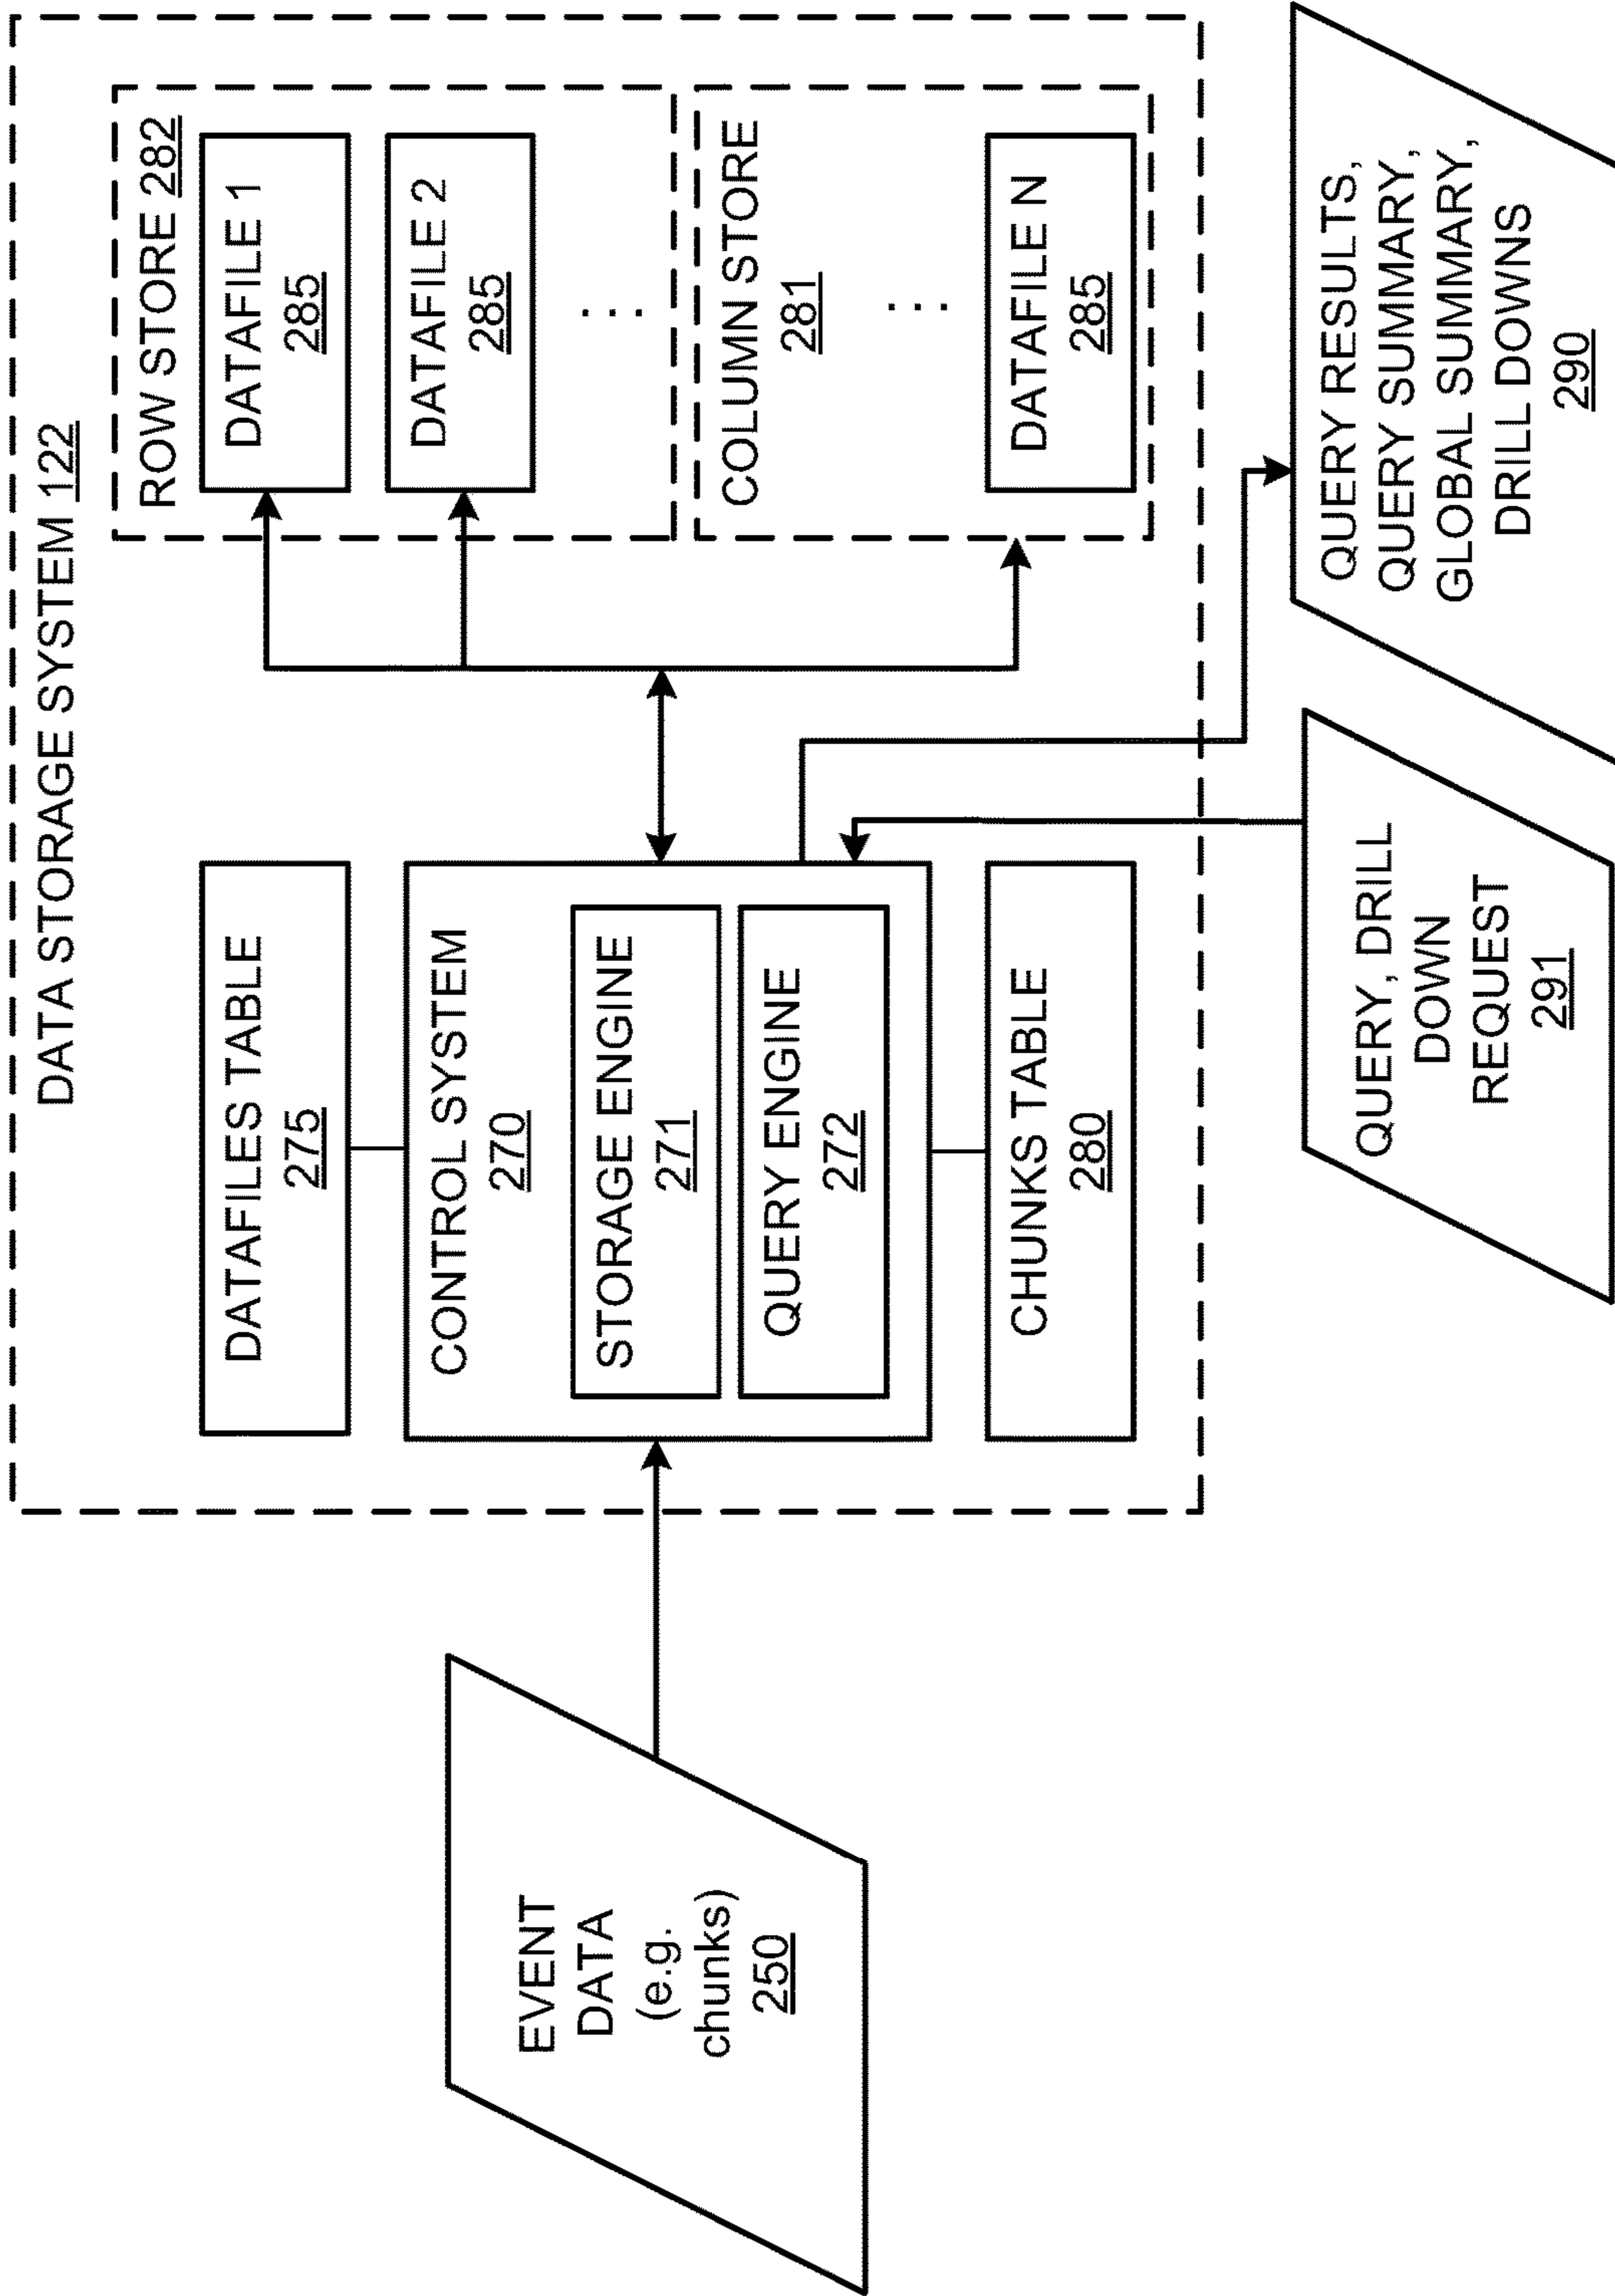 DATA STORAGE SYSTEM 122
EVENT
DATA
(e.g.
chunks)
250
DATAFILES TABLE
275
CONTROL SYSTEM
270
STORAGE ENGINE
271
QUERY ENGINE
272
CHUNKS TABLE
280
ROW STORE 282
DATAFILE 1
285
DATAFILE 2
285
. . .
COLUMN STORE
281
. . .
DATAFILE N
285
QUERY, DRILL
DOWN
REQUEST
291
QUERY RESULTS,
QUERY SUMMARY,
GLOBAL SUMMARY,
DRILL DOWNS
290